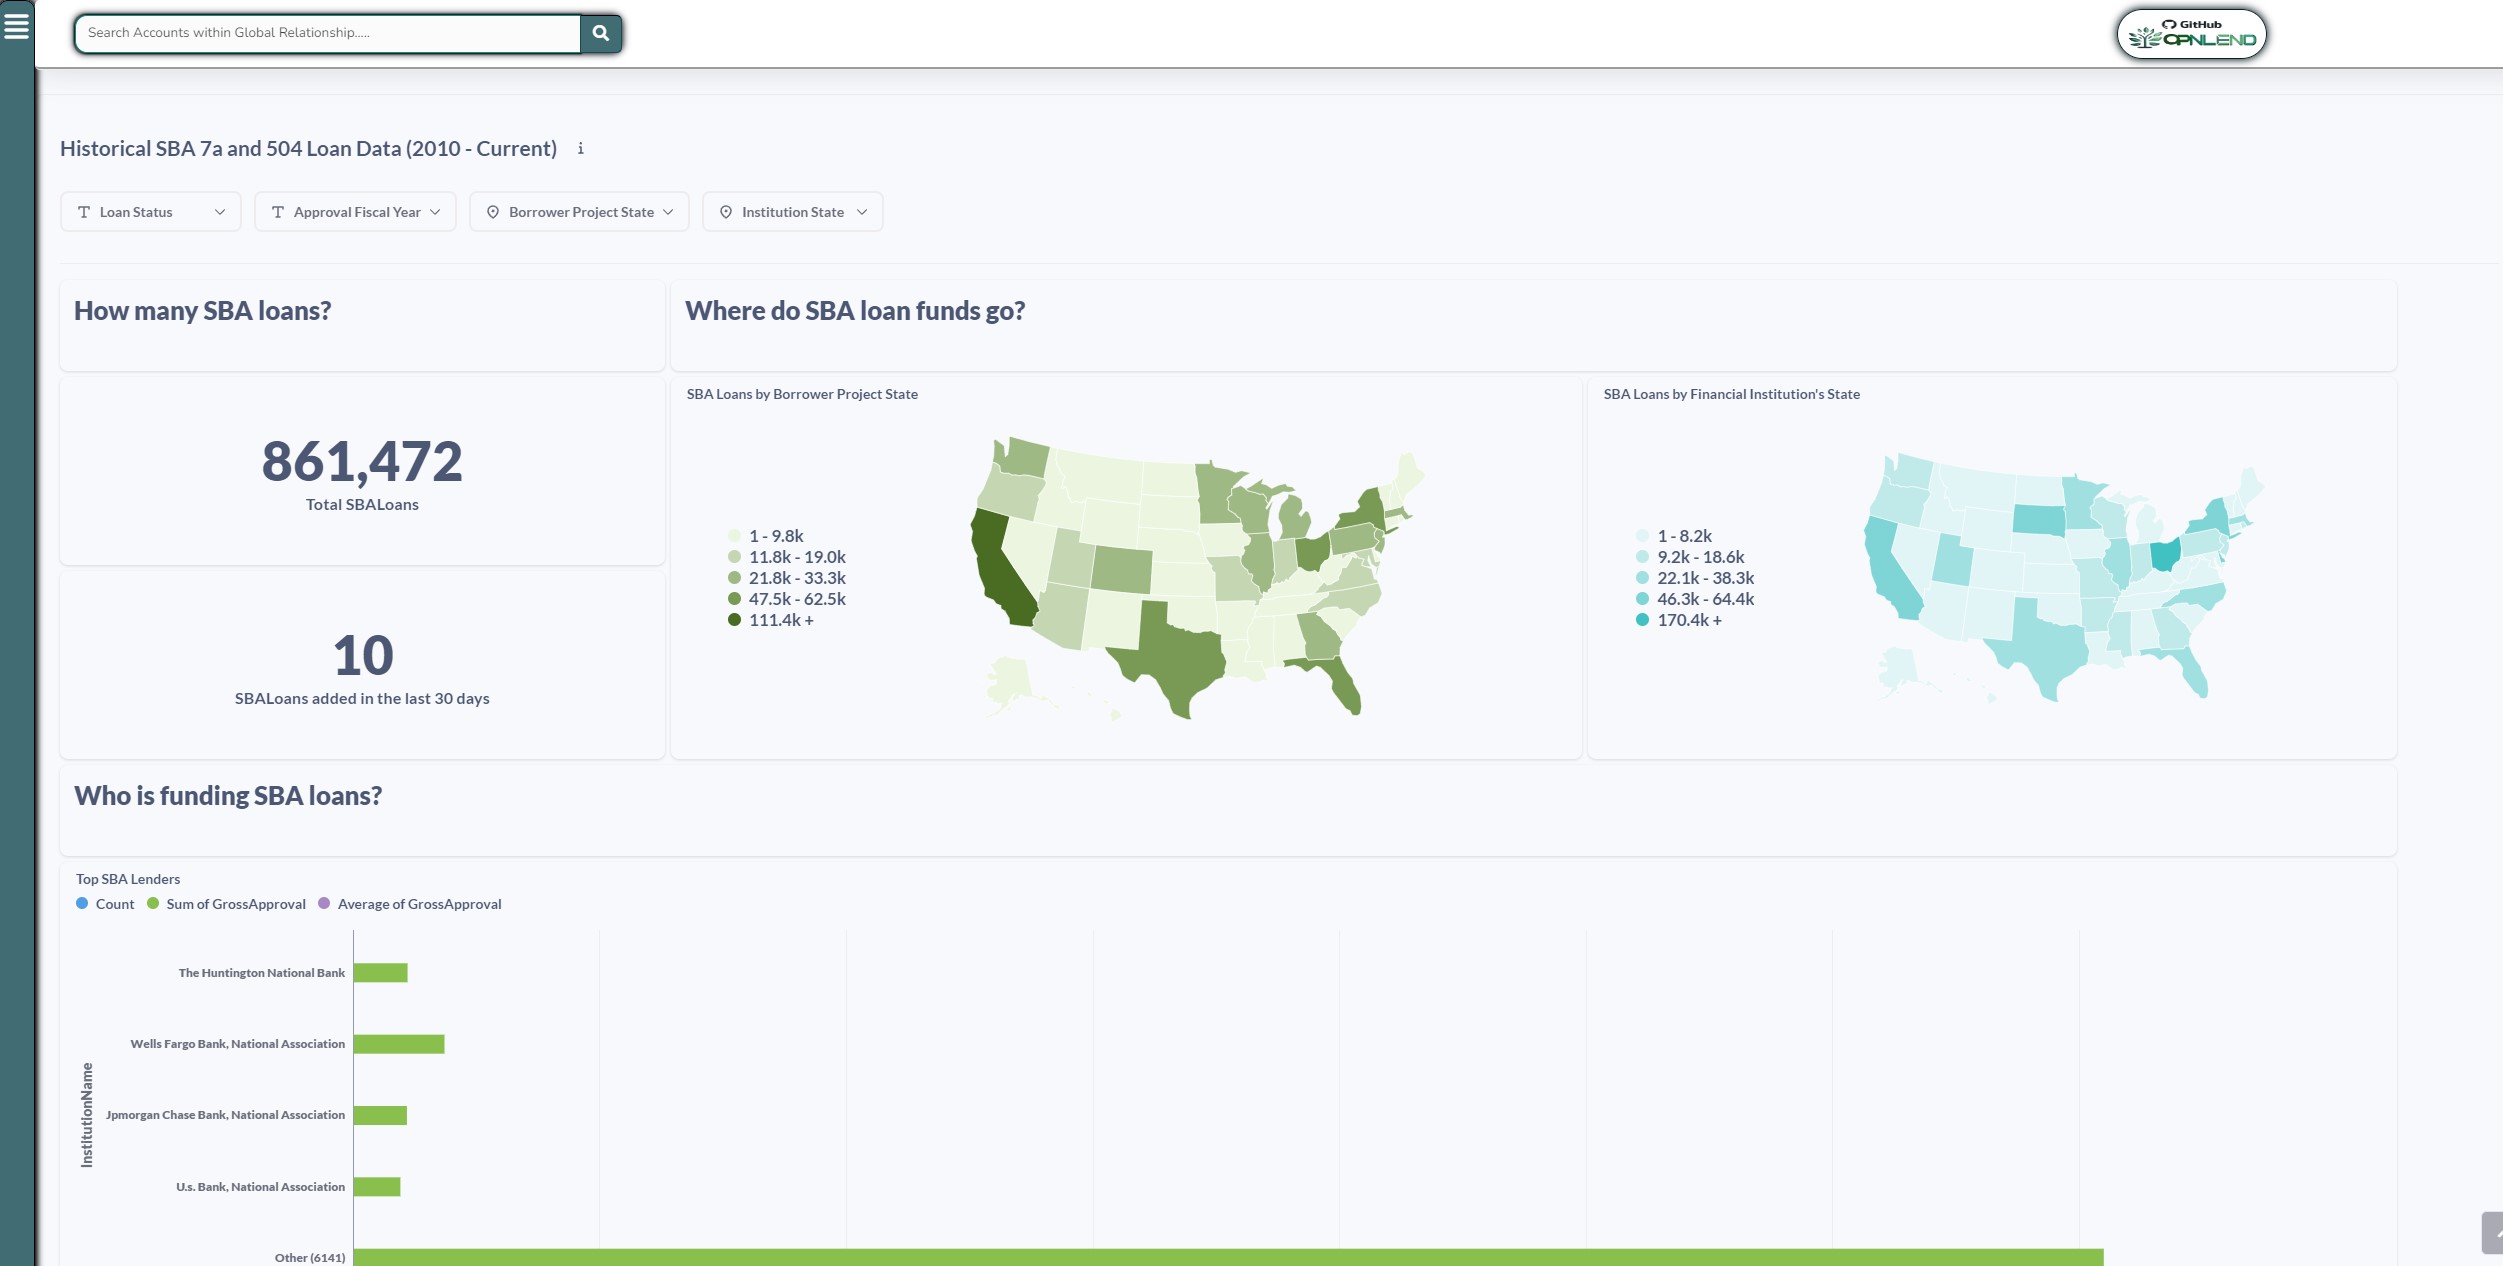 Search Accounts within Global Relationship.....
GitHub
OPNLEND
Historical SBA 7a and 504 Loan Data (2010 - Current)
Loan Status
Approval Fiscal Year
Borrower Project State
Institution State
How many SBA loans?
Where do SBA loan funds go?
861,472
Total SBALoans
10
SBALoans added in the last 30 days
SBA Loans by Borrower Project State
1 - 9.8k
11.8k - 19.0k
21.8k - 33.3k
47.5k - 62.5k
111.4k +
SBA Loans by Financial Institution's State
1 - 8.2k
9.2k - 18.6k
22.1k - 38.3k
46.3k - 64.4k
170.4k +
Who is funding SBA loans?
Top SBA Lenders
Count
Sum of GrossApproval
Average of GrossApproval
InstitutionName
The Huntington National Bank
Wells Fargo Bank, National Association
Jpmorgan Chase Bank, National Association
U.s. Bank, National Association
Other (6141)